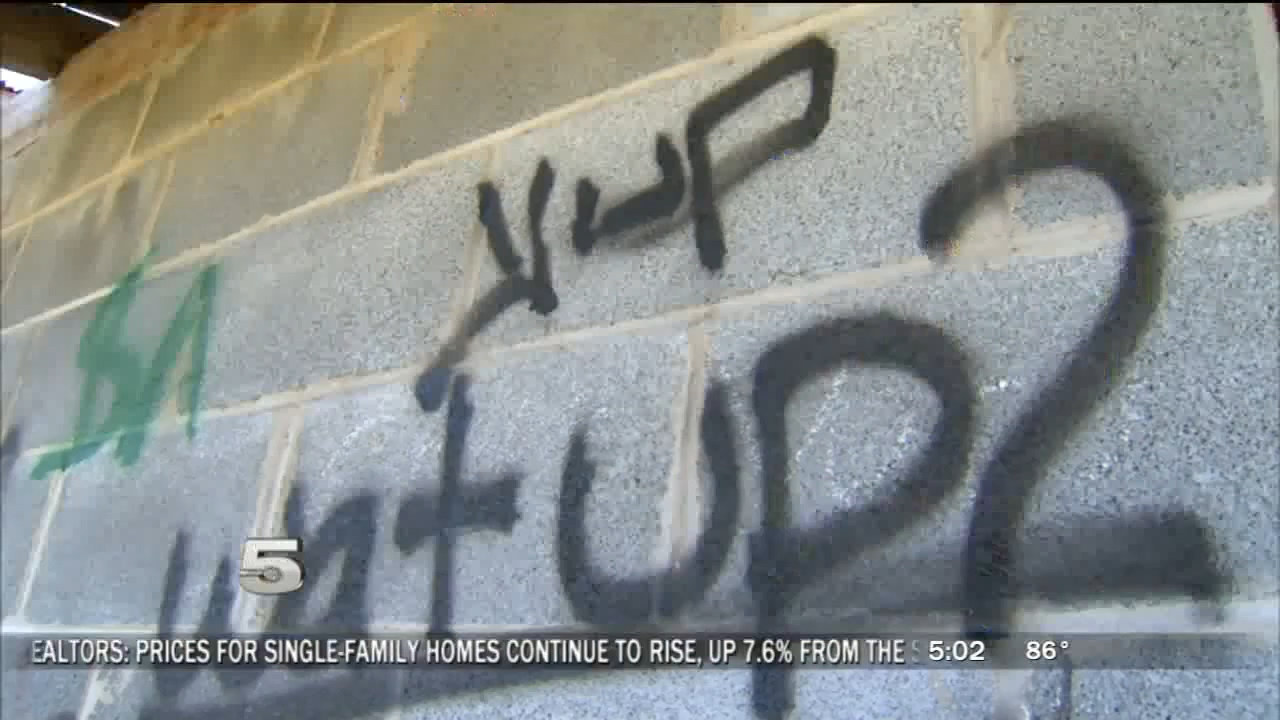 yup
wat UP2
5
EALTORS: PRICES FOR SINGLE-FAMILY HOMES CONTINUE TO RISE, UP 7.6% FROM THE 5:02 86°